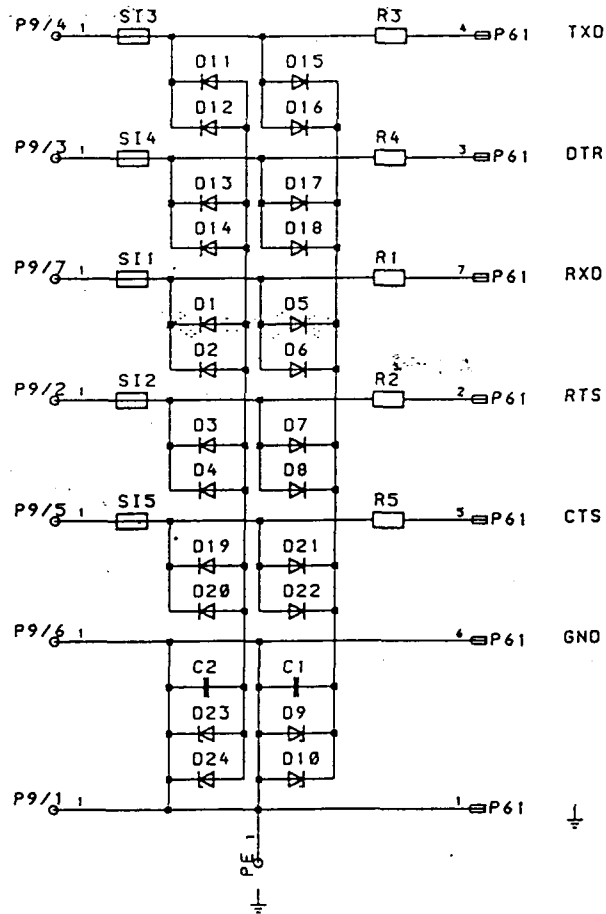 P9/4 1 SI3 R3 4 P61 TXD
D11 D15
D12 D16
P9/3 1 SI4 R4 3 P61 DTR
D13 D17
D14 D18
P9/7 1 SI1 R1 7 P61 RXD
D1 D5
D2 D6
P9/2 1 SI2 R2 2 P61 RTS
D3 D7
D4 D8
P9/5 1 SI5 R5 5 P61 CTS
D19 D21
D20 D22
P9/6 1 6 P61 GND
C2 C1
D23 D9
D24 D10
P9/1 1 1 P61
PE 1